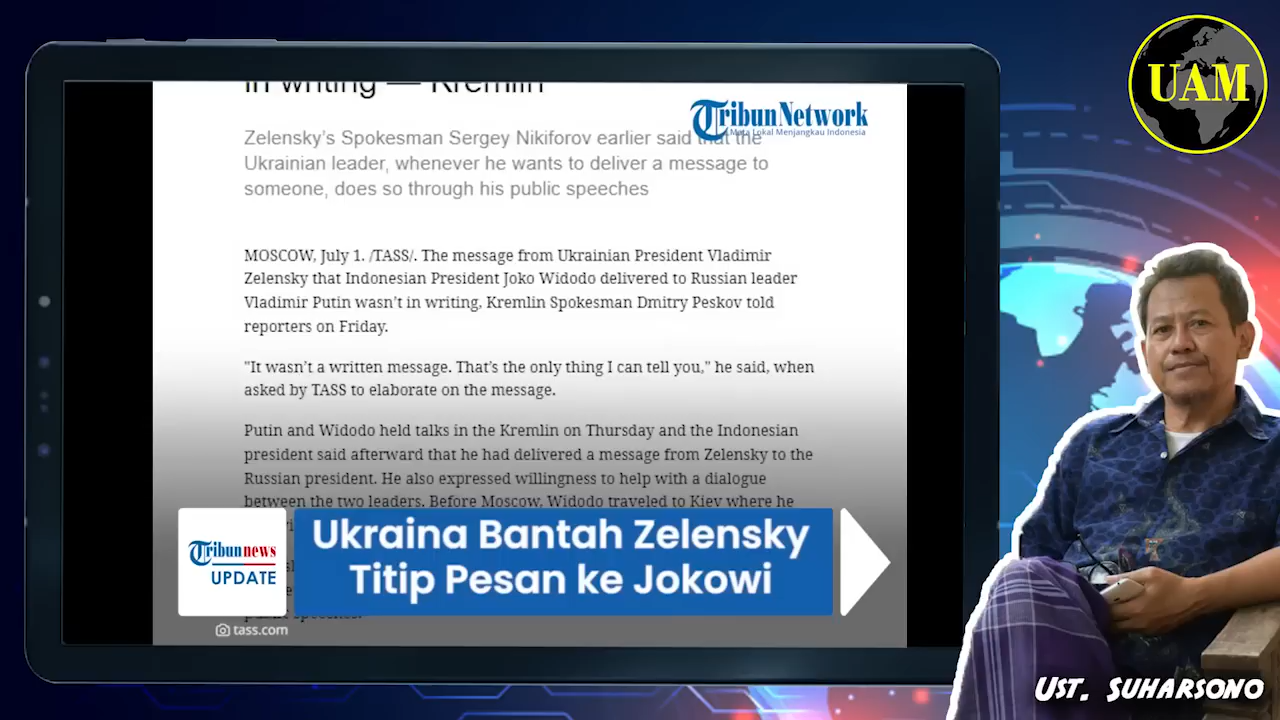 in writing — Kremlin
TribunNetwork
Mata Lokal Menjangkau Indonesia
UAM
Zelensky's Spokesman Sergey Nikiforov earlier said that the
Ukrainian leader, whenever he wants to deliver a message to
someone, does so through his public speeches
MOSCOW, July 1. /TASS/. The message from Ukrainian President Vladimir
Zelensky that Indonesian President Joko Widodo delivered to Russian leader
Vladimir Putin wasn't in writing, Kremlin Spokesman Dmitry Peskov told
reporters on Friday.
"It wasn't a written message. That's the only thing I can tell you," he said, when
asked by TASS to elaborate on the message.
Putin and Widodo held talks in the Kremlin on Thursday and the Indonesian
president said afterward that he had delivered a message from Zelensky to the
Russian president. He also expressed willingness to help with a dialogue
between the two leaders. Before Moscow, Widodo traveled to Kiev where he
Tribunnews
UPDATE
Ukraina Bantah Zelensky
Titip Pesan ke Jokowi
public speeches.
tass.com
Ust. Suharsono